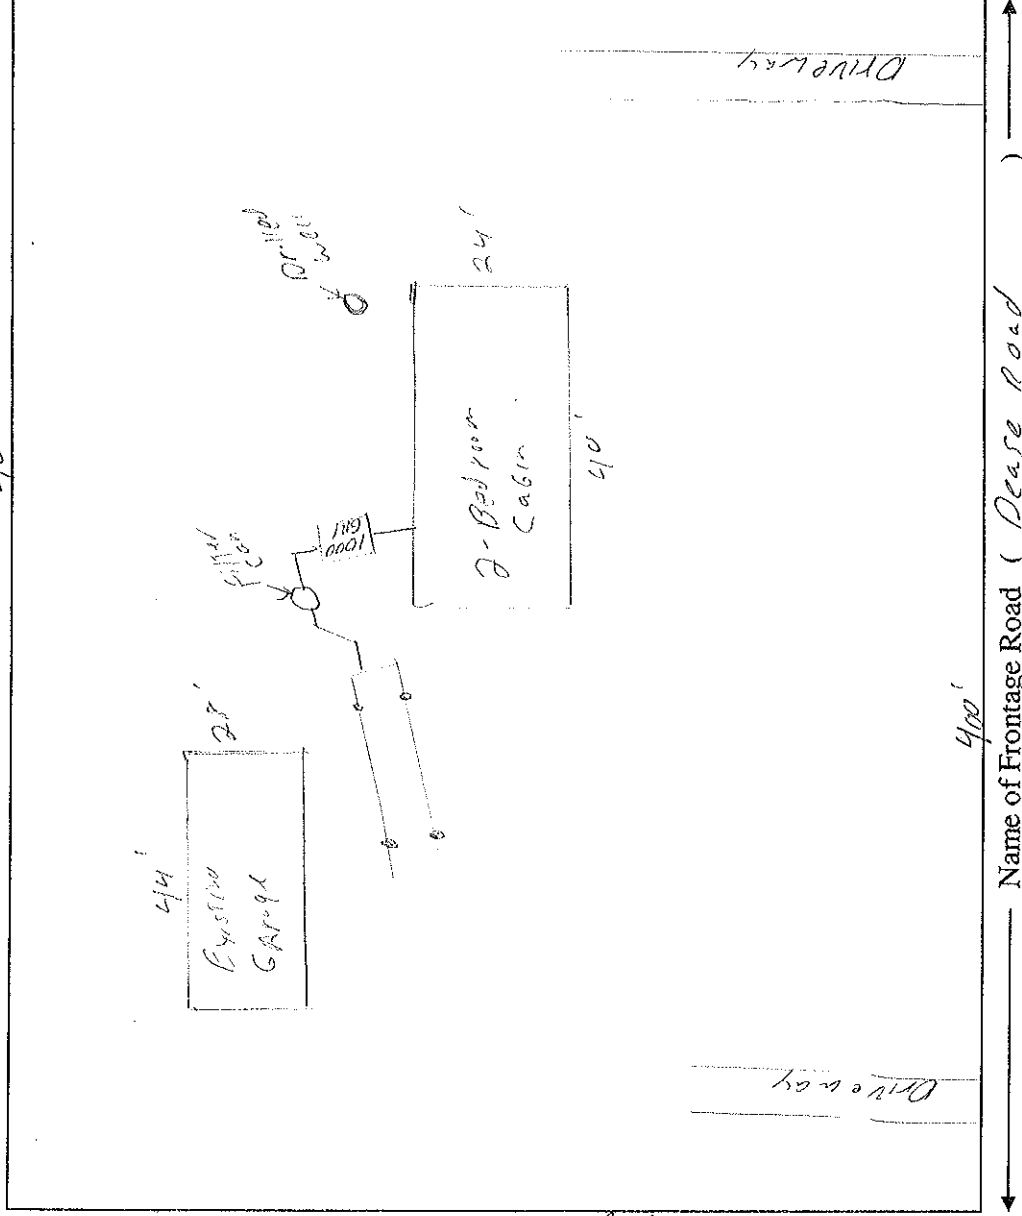 Driveway
Drilled
Well
24'
2-Bedroom
Cabin
40'
1000
Gal
Filter
Can
28'
44'
Existing
Garage
Driveway
400'
Name of Frontage Road ( Pease Road )